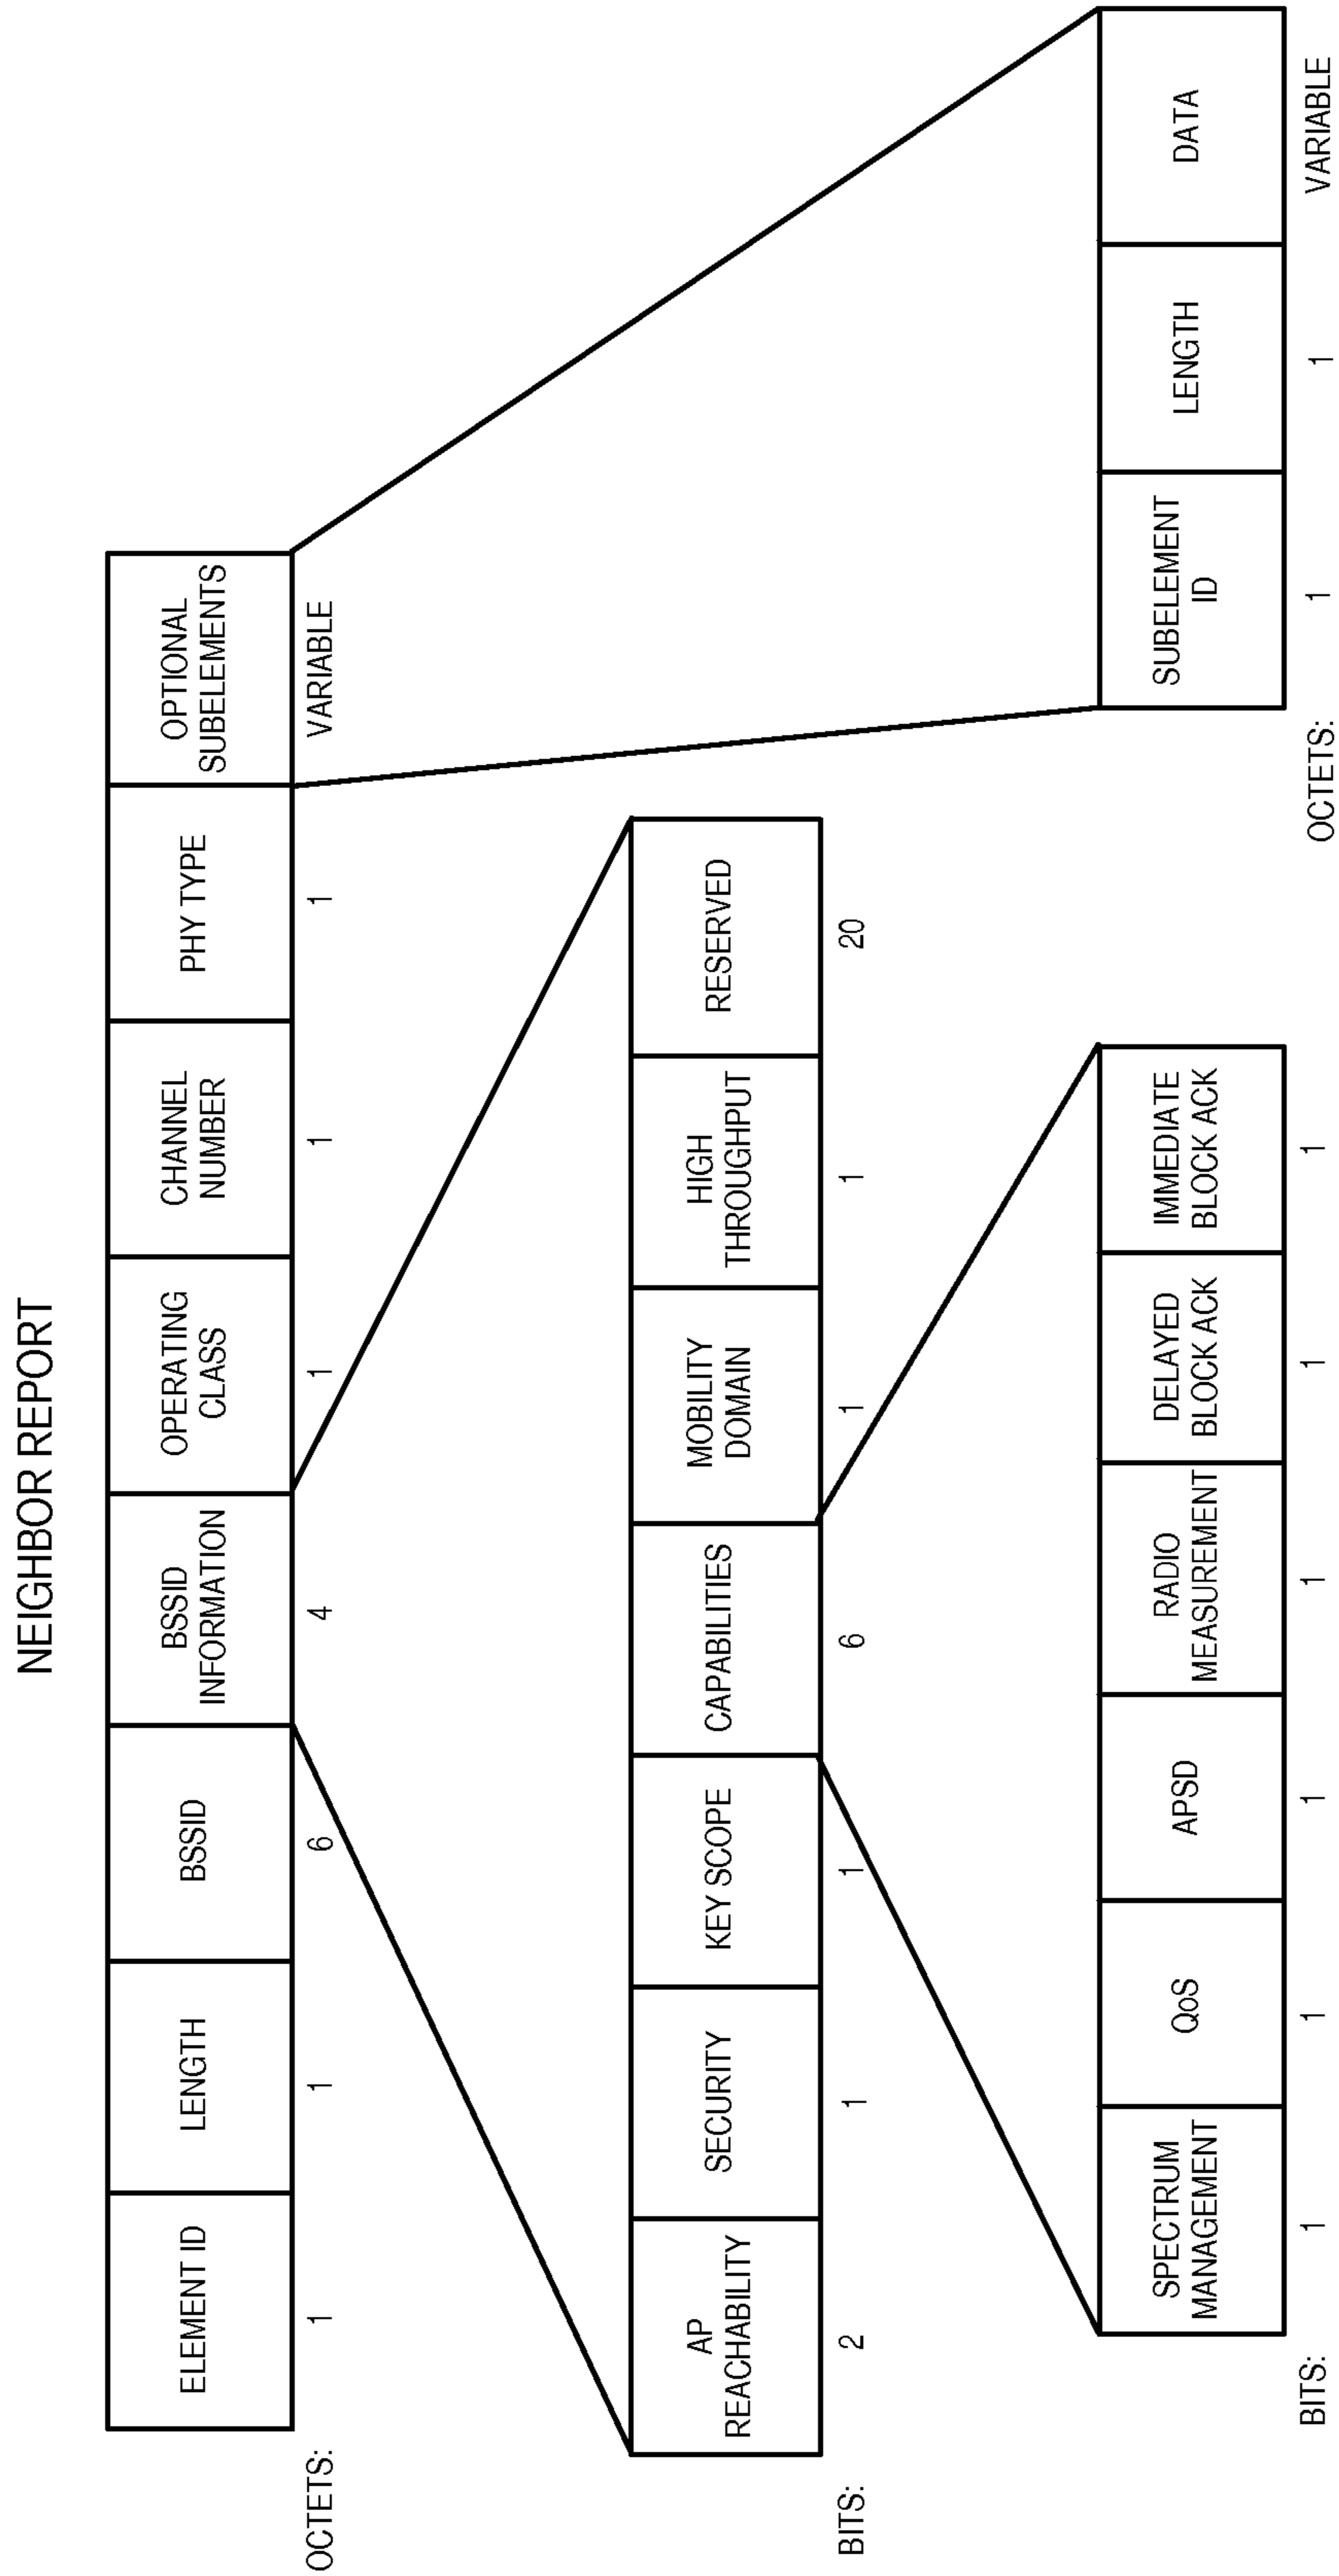 NEIGHBOR REPORT
ELEMENT ID
LENGTH
BSSID
BSSID
INFORMATION
OPERATING
CLASS
CHANNEL
NUMBER
PHY TYPE
OPTIONAL
SUBELEMENTS
OCTETS: 1 1 6 4 1 1 1 VARIABLE
AP
REACHABILITY
SECURITY
KEY SCOPE
CAPABILITIES
MOBILITY
DOMAIN
HIGH
THROUGHPUT
RESERVED
BITS: 2 1 1 6 1 1 20
SPECTRUM
MANAGEMENT
QoS
APSD
RADIO
MEASUREMENT
DELAYED
BLOCK ACK
IMMEDIATE
BLOCK ACK
BITS: 1 1 1 1 1 1
SUBELEMENT
ID
LENGTH
DATA
OCTETS: 1 1 VARIABLE